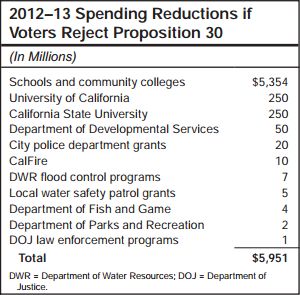 2012–13 Spending Reductions if
Voters Reject Proposition 30
(In Millions)
Schools and community colleges $5,354
University of California 250
California State University 250
Department of Developmental Services 50
City police department grants 20
CalFire 10
DWR flood control programs 7
Local water safety patrol grants 5
Department of Fish and Game 4
Department of Parks and Recreation 2
DOJ law enforcement programs 1
Total $5,951
DWR = Department of Water Resources; DOJ = Department of
Justice.